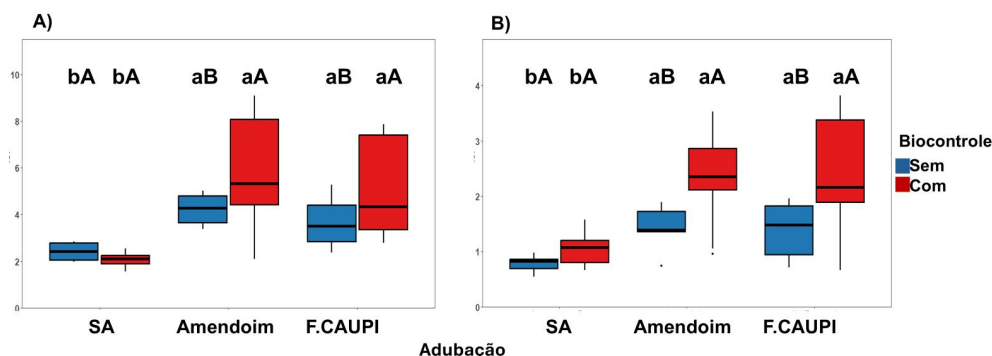 A)
B)
10
8
6
4
2
0
bA bA aB aA aB aA
4
3
2
1
0
bA bA aB aA aB aA
Biocontrole
Sem
Com
SA Amendoim F.CAUPI
SA Amendoim F.CAUPI
Adubação